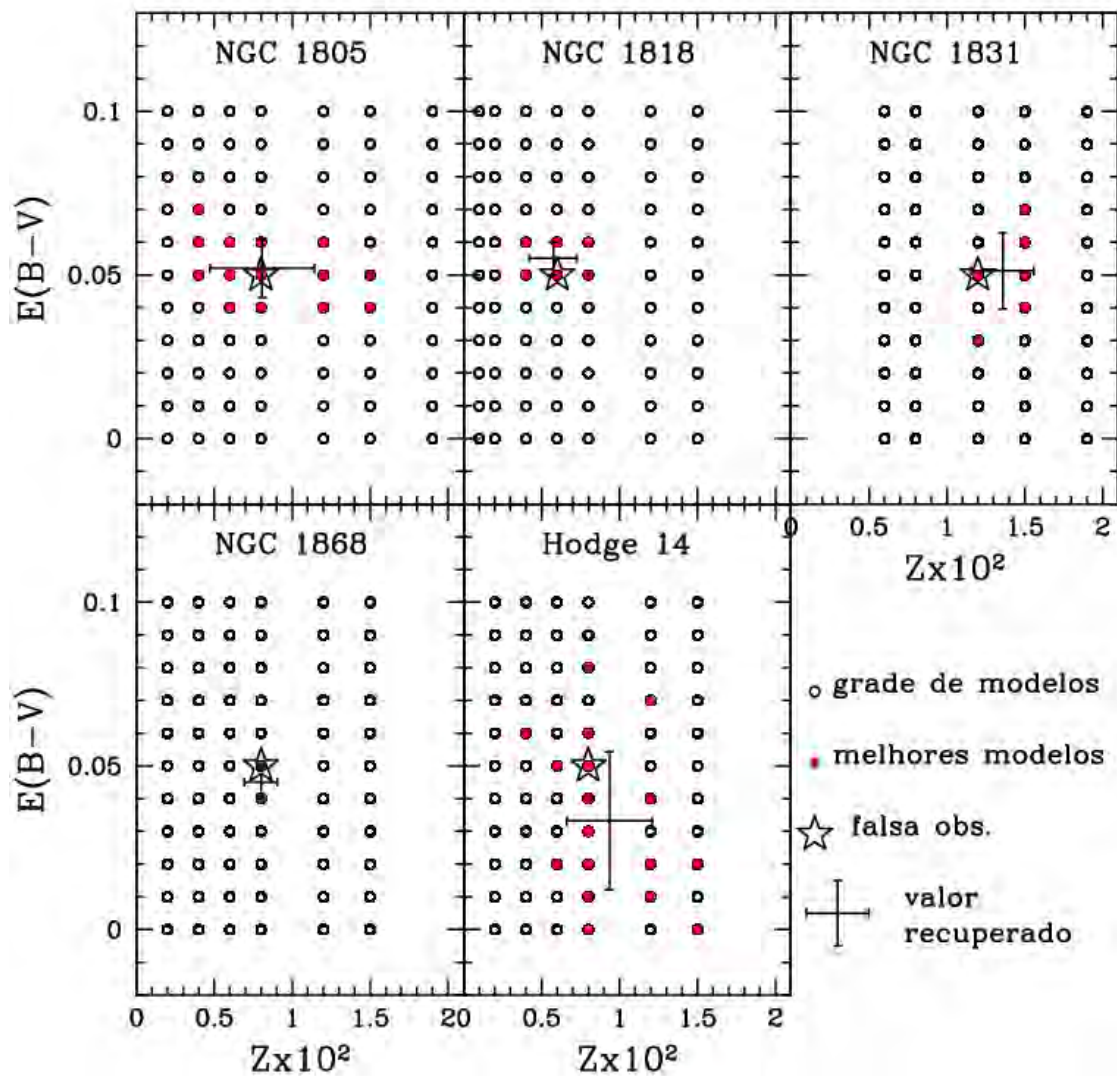 NGC 1805
NGC 1818
NGC 1831
0.1
0.05
0
E(B−V)
0
0.5
1
1.5
2
Zx10²
NGC 1868
Hodge 14
0.1
0.05
0
E(B−V)
grade de modelos
melhores modelos
falsa obs.
valor
recuperado
0
0.5
1
1.5
20
0.5
1
1.5
2
Zx10²
Zx10²